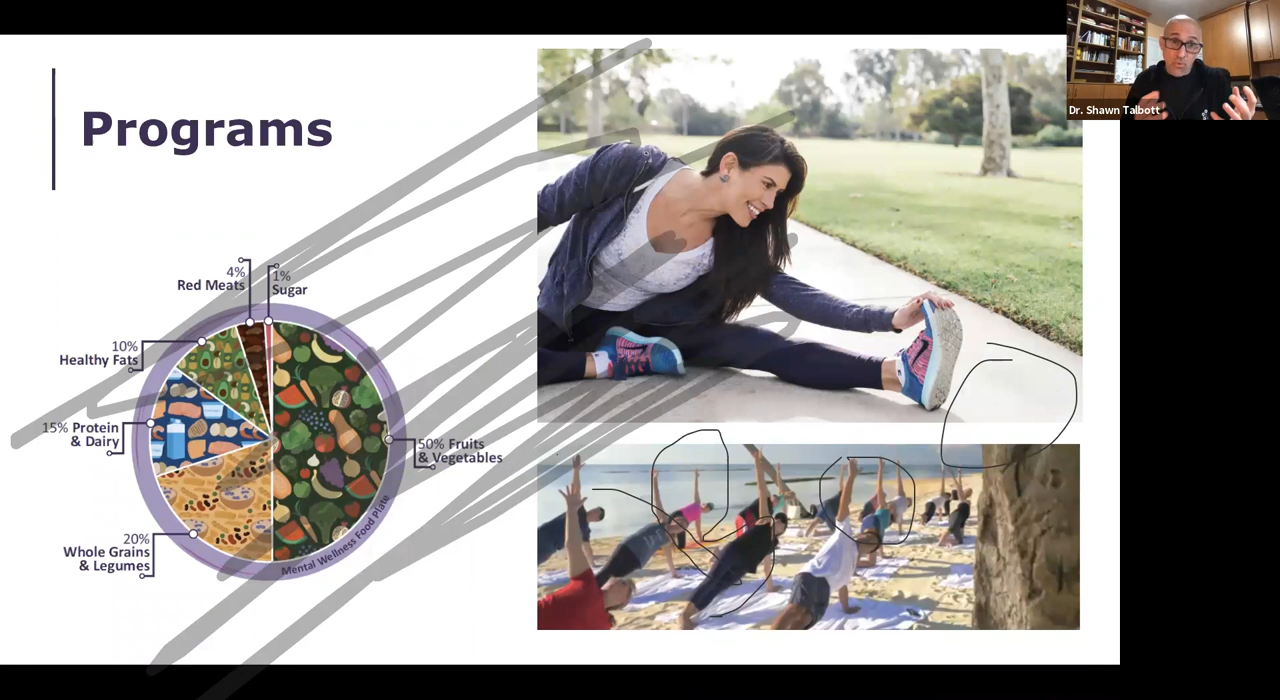 Programs
Dr. Shawn Talbott
4%
Red Meats
1%
Sugar
10%
Healthy Fats
15% Protein
& Dairy
50% Fruits
& Vegetables
20%
Whole Grains
& Legumes
Mental Wellness Food Plate